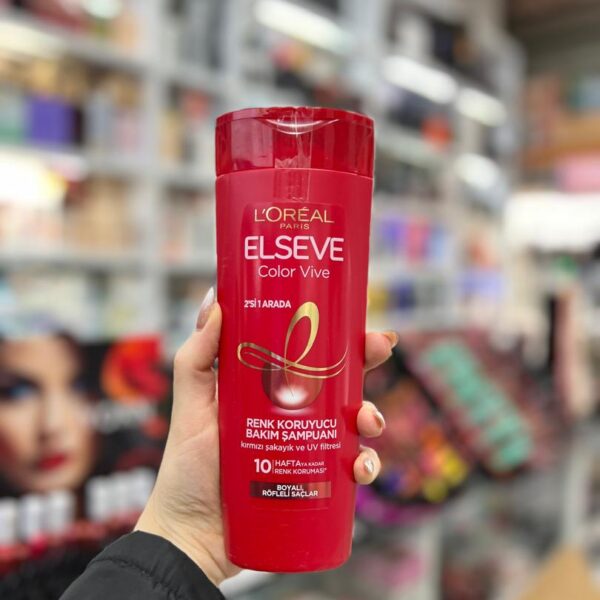 L'ORÉAL
PARIS
ELSEVE
Color Vive
2'Sİ 1 ARADA
RENK KORUYUCU
BAKIM ŞAMPUANI
kırmızı şakayık ve UV filtresi
10 HAFTAYA KADAR
RENK KORUMASI*
BOYALI,
RÖFLELİ SAÇLAR